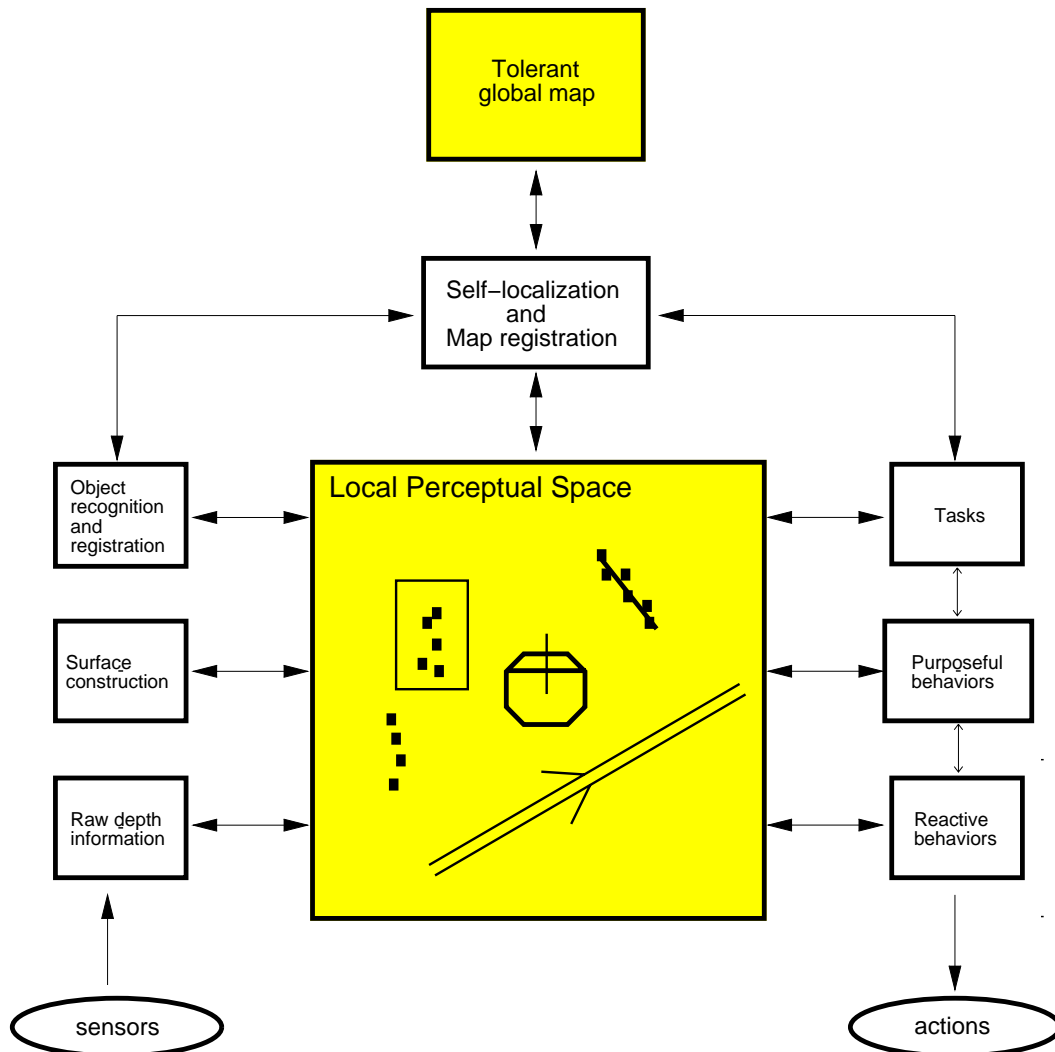 Tolerant
global map
Self–localization
and
Map registration
Object
recognition
and
registration
Local Perceptual Space
Tasks
Surface
construction
Purposeful
behaviors
Raw depth
information
Reactive
behaviors
sensors
actions